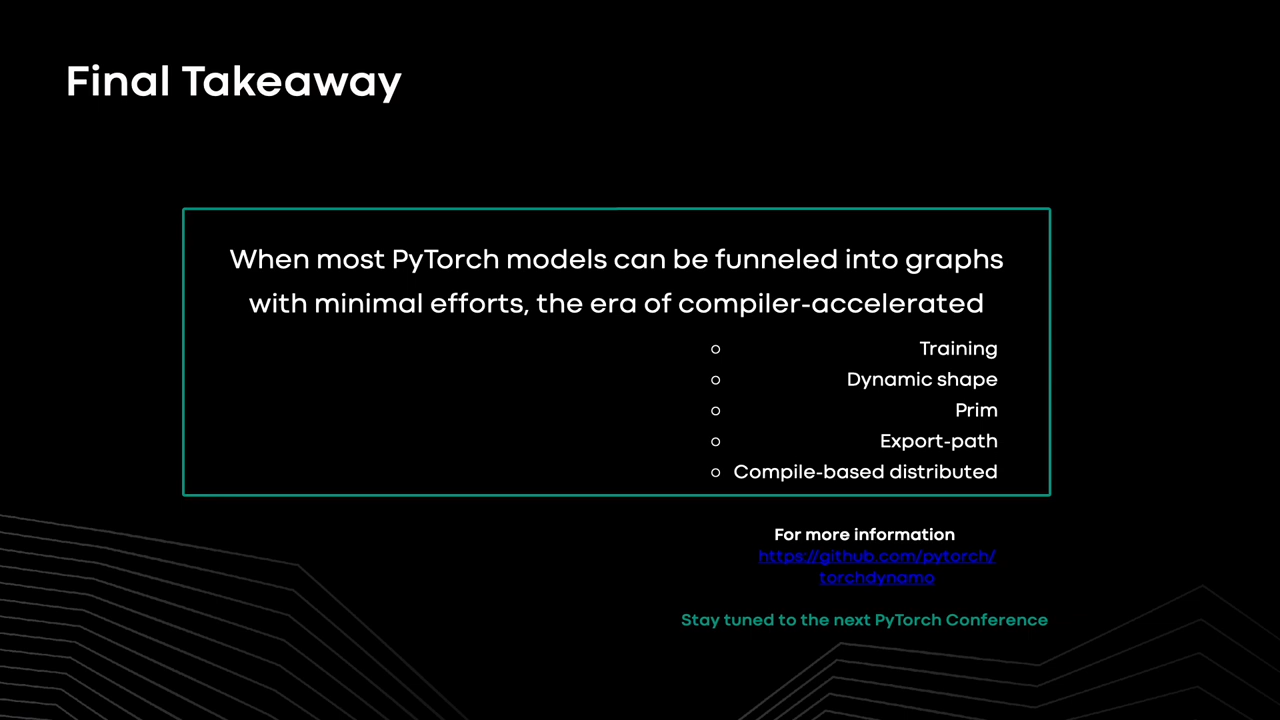 Final Takeaway
When most PyTorch models can be funneled into graphs
with minimal efforts, the era of compiler-accelerated
○ Training
○ Dynamic shape
○ Prim
○ Export-path
○ Compile-based distributed
For more information
https://github.com/pytorch/
torchdynamo
Stay tuned to the next PyTorch Conference